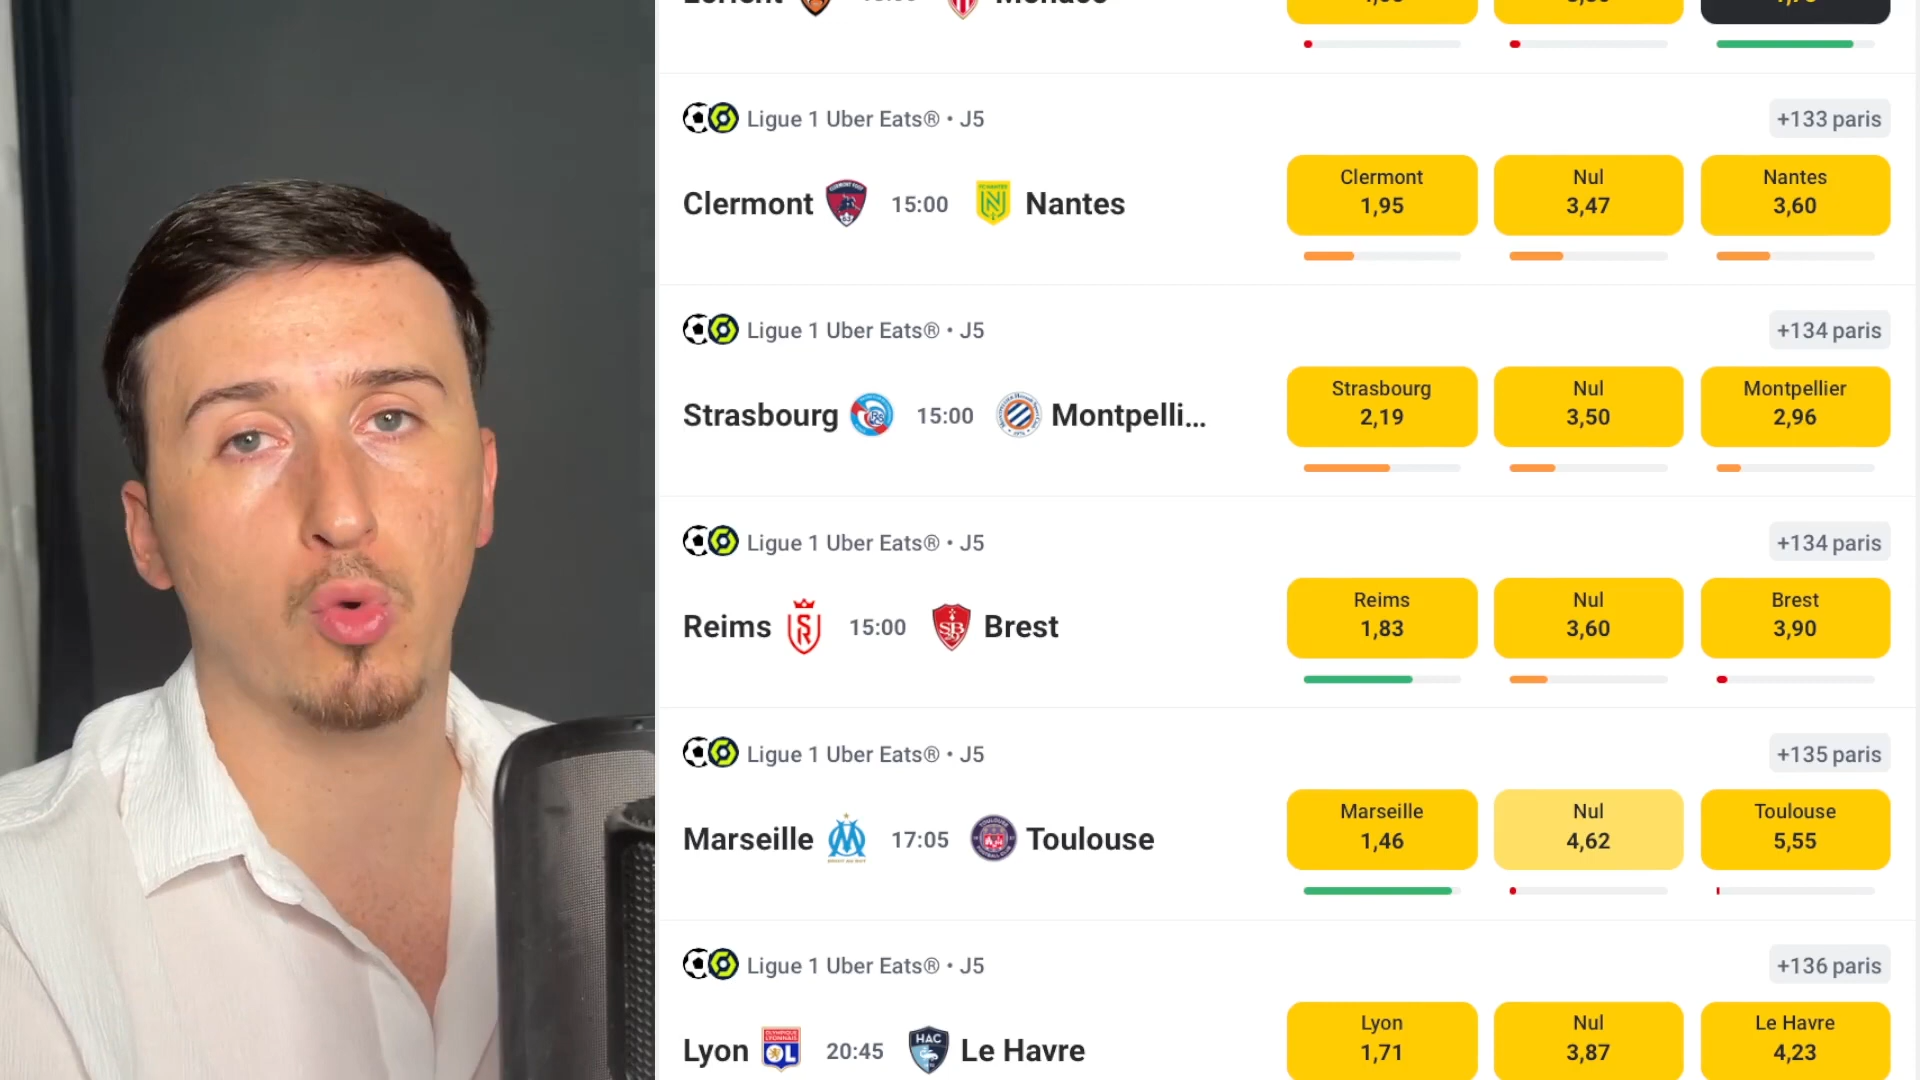 Lorient Monaco
Ligue 1 Uber Eats® • J5
+133 paris
Clermont 15:00 Nantes
Clermont
1,95
Nul
3,47
Nantes
3,60
Ligue 1 Uber Eats® • J5
+134 paris
Strasbourg 15:00 Montpelli...
Strasbourg
2,19
Nul
3,50
Montpellier
2,96
Ligue 1 Uber Eats® • J5
+134 paris
Reims 15:00 Brest
Reims
1,83
Nul
3,60
Brest
3,90
Ligue 1 Uber Eats® • J5
+135 paris
Marseille 17:05 Toulouse
Marseille
1,46
Nul
4,62
Toulouse
5,55
Ligue 1 Uber Eats® • J5
+136 paris
Lyon 20:45 Le Havre
HAC
OL
Lyon
1,71
Nul
3,87
Le Havre
4,23